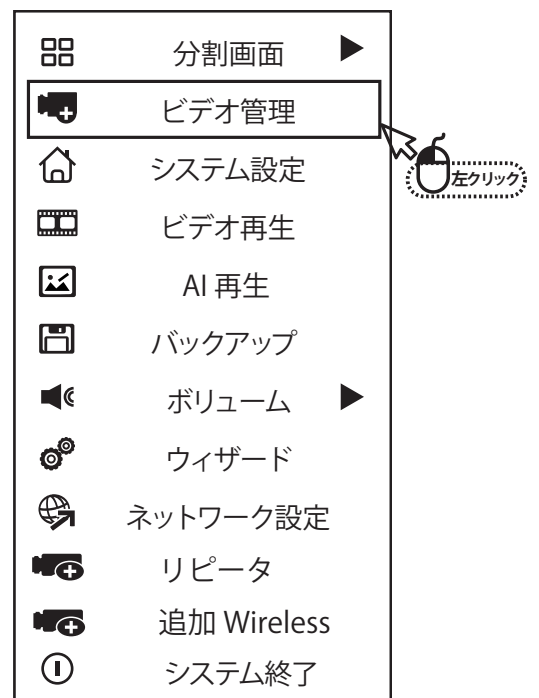 分割画面
ビデオ管理
左クリック
システム設定
ビデオ再生
AI 再生
バックアップ
ボリューム
ウィザード
ネットワーク設定
リピータ
追加 Wireless
システム終了